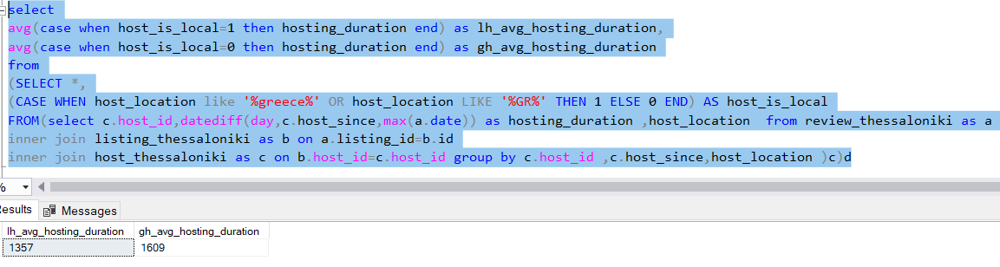 select
avg(case when host_is_local=1 then hosting_duration end) as lh_avg_hosting_duration,
avg(case when host_is_local=0 then hosting_duration end) as gh_avg_hosting_duration
from
(SELECT *,
(CASE WHEN host_location like '%greece%' OR host_location LIKE '%GR%' THEN 1 ELSE 0 END) AS host_is_local
FROM(select c.host_id,datediff(day,c.host_since,max(a.date)) as hosting_duration ,host_location from review_thessaloniki as a
inner join listing_thessaloniki as b on a.listing_id=b.id
inner join host_thessaloniki as c on b.host_id=c.host_id group by c.host_id ,c.host_since,host_location )c)d
%
Results Messages
lh_avg_hosting_duration gh_avg_hosting_duration
1357 1609